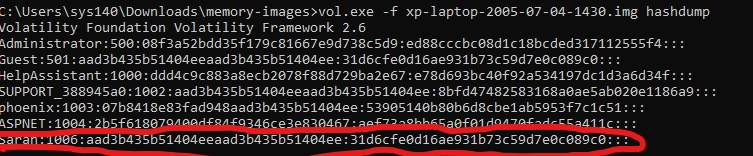 C:\Users\sys140\Downloads\memory-images>vol.exe -f xp-laptop-2005-07-04-1430.img hashdump
Volatility Foundation Volatility Framework 2.6
Administrator:500:08f3a52bdd35f179c81667e9d738c5d9:ed88cccbc08d1c18bcded317112555f4:::
Guest:501:aad3b435b51404eeaad3b435b51404ee:31d6cfe0d16ae931b73c59d7e0c089c0:::
HelpAssistant:1000:ddd4c9c883a8ecb2078f88d729ba2e67:e78d693bc40f92a534197dc1d3a6d34f:::
SUPPORT_388945a0:1002:aad3b435b51404eeaad3b435b51404ee:8bfd47482583168a0ae5ab020e1186a9:::
phoenix:1003:07b8418e83fad948aad3b435b51404ee:53905140b80b6d8cbe1ab5953f7c1c51:::
ASPNET:1004:2b5f618079400df84f9346ce3e830467:aef73a8bb65a0f01d9470fadc55a411c:::
Sarah:1006:aad3b435b51404eeaad3b435b51404ee:31d6cfe0d16ae931b73c59d7e0c089c0:::